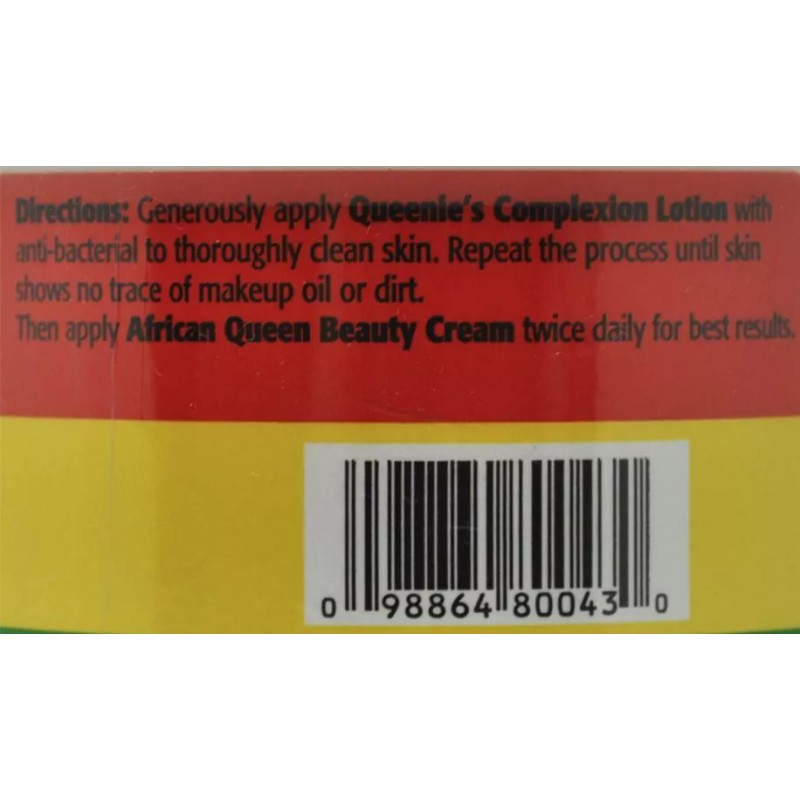 Directions: Generously apply Queenie's Complexion Lotion with
anti-bacterial to thoroughly clean skin. Repeat the process until skin
shows no trace of makeup oil or dirt.
Then apply African Queen Beauty Cream twice daily for best results.
0 98864 80043 0